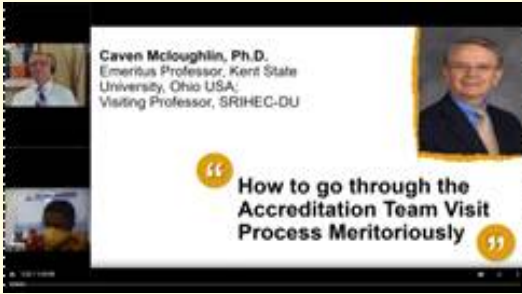 Caven Mcloughlin, Ph.D.
Emeritus Professor, Kent State
University, Ohio USA;
Visiting Professor, SRIHEC-DU
“
How to go through the
Accreditation Team Visit
Process Meritoriously
”